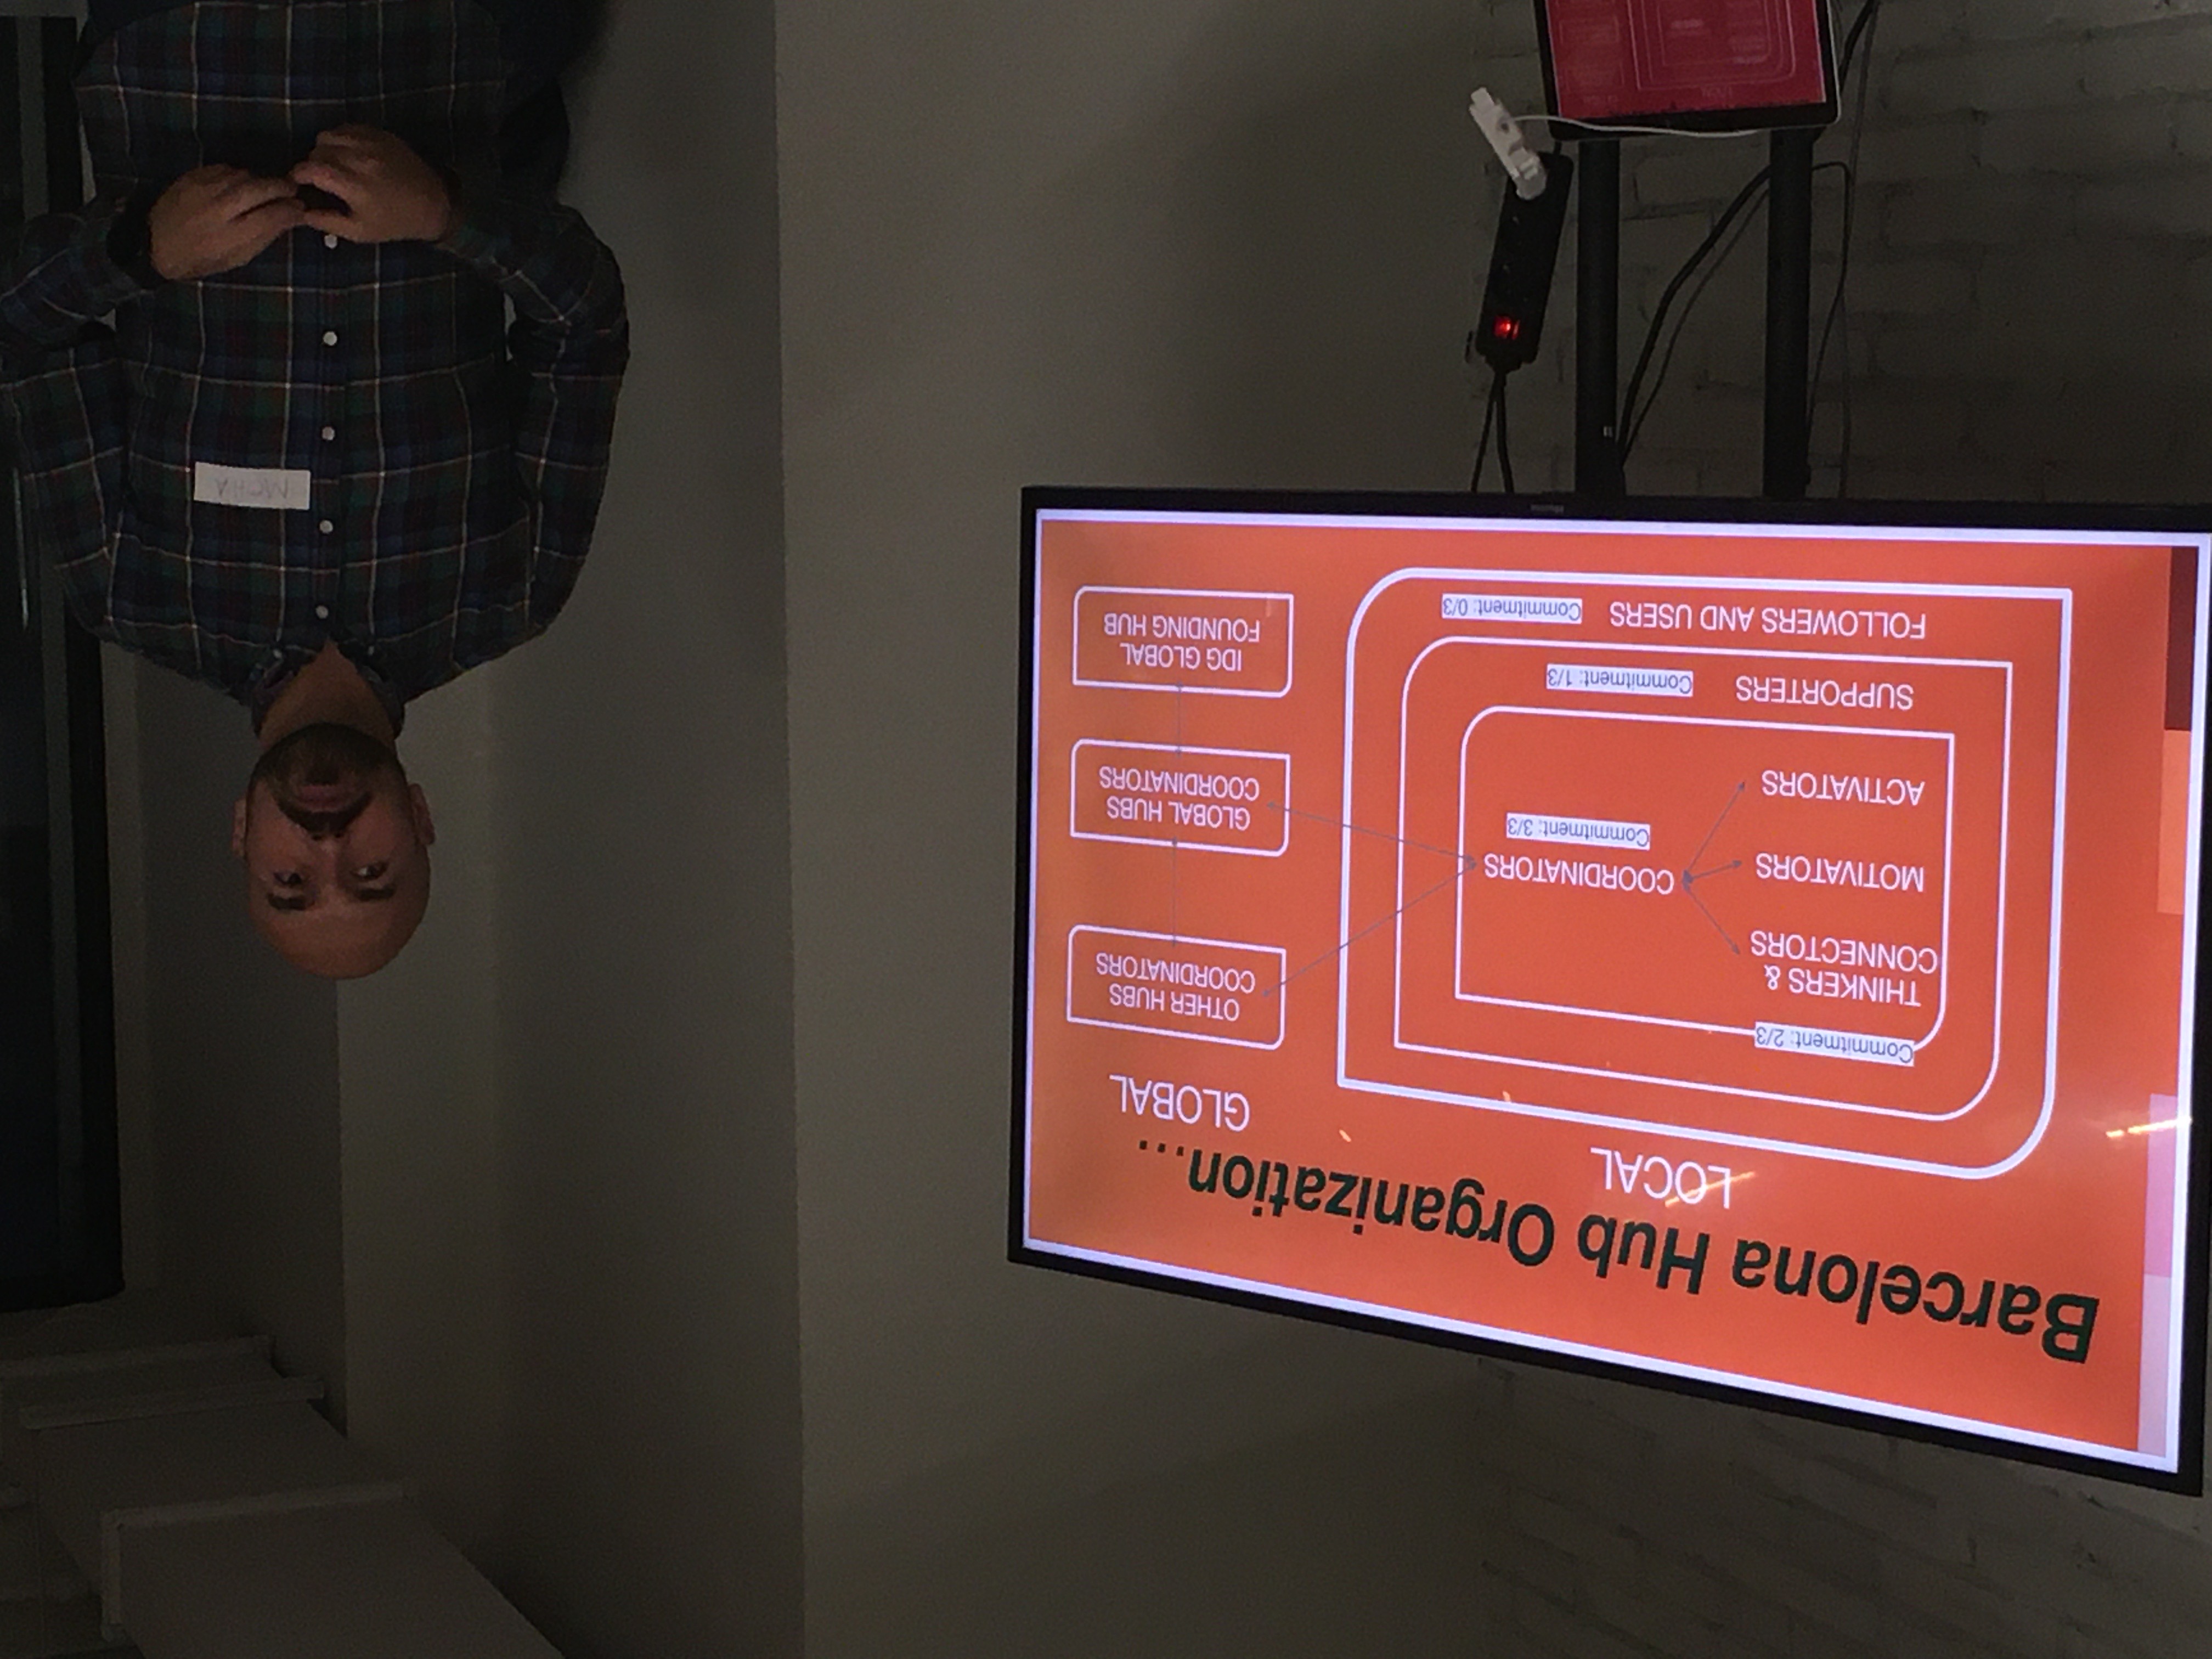 Barcelona Hub Organization...
LOCAL
GLOBAL
Commitment: 2/3
THINKERS &
CONNECTORS
MOTIVATORS
ACTIVATORS
COORDINATORS
Commitment: 3/3
SUPPORTERS
Commitment: 1/3
FOLLOWERS AND USERS
Commitment: 0/3
OTHER HUBS
COORDINATORS
GLOBAL HUBS
COORDINATORS
IDG GLOBAL
FOUNDING HUB